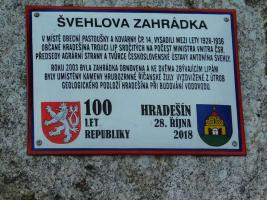 ŠVEHLOVA ZAHRÁDKA
V MÍSTĚ OBECNÍ PASTOUŠKY A KOVÁRNY ČP. 14, VYSADILI MEZI LETY 1928-1936
OBČANÉ HRADEŠÍNA TROJICI LIP SRDČITÝCH NA POČEST MINISTRA VNITRA ČSR,
PŘEDSEDY AGRÁRNÍ STRANY A TVŮRCE ČESKOSLOVENSKÉ ÚSTAVY ANTONÍNA ŠVEHLY.
ROKU 2003 BYLA ZAHRÁDKA OBNOVENA A KE DVĚMA ZBÝVAJÍCÍM LIPÁM
BYLY UMÍSTĚNY KAMENY HRUBOZRNNÉ ŘÍČANSKÉ ŽULY VYZDVIŽENÉ Z ÚTROB
GEOLOGICKÉHO PODLOŽÍ HRADEŠÍNA PŘI BUDOVÁNÍ VODOVODU.
100
LET
REPUBLIKY
HRADEŠÍN
28. ŘÍJNA
2018